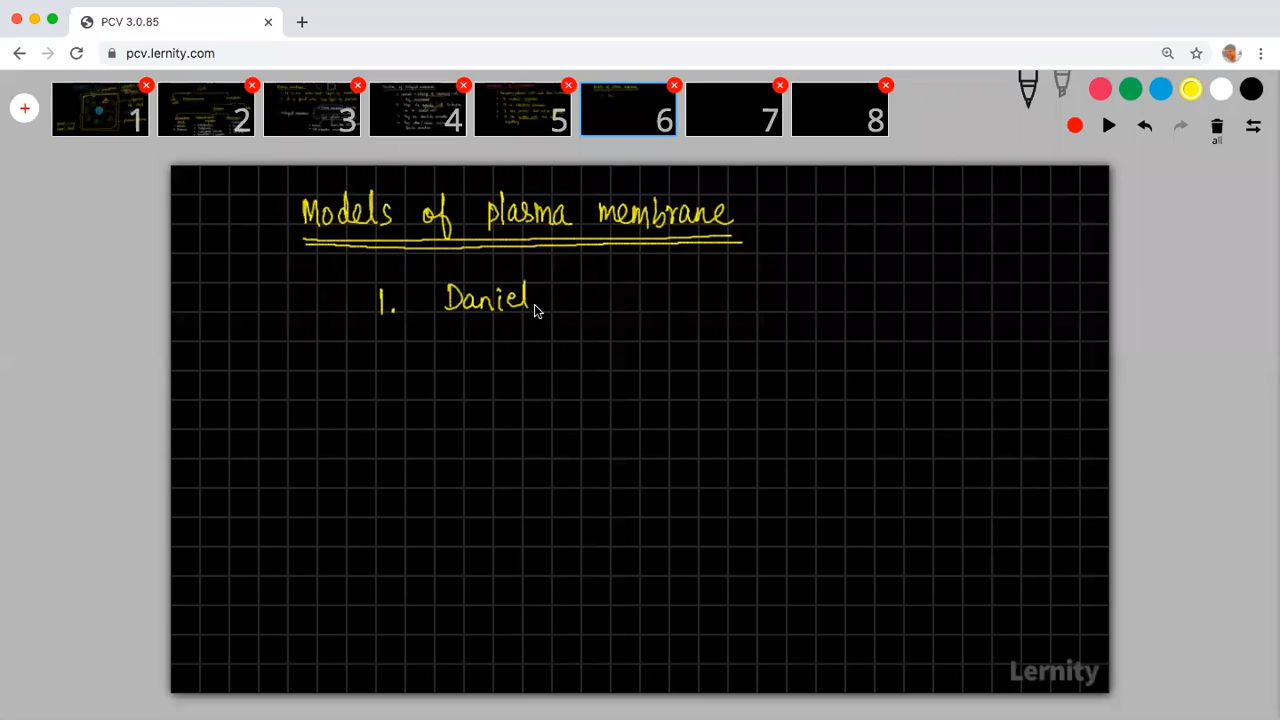 PCV 3.0.85
pcv.lernity.com
1 2 3 4 5 6 7 8
all
Models of plasma membrane
1. Daniel
Lernity